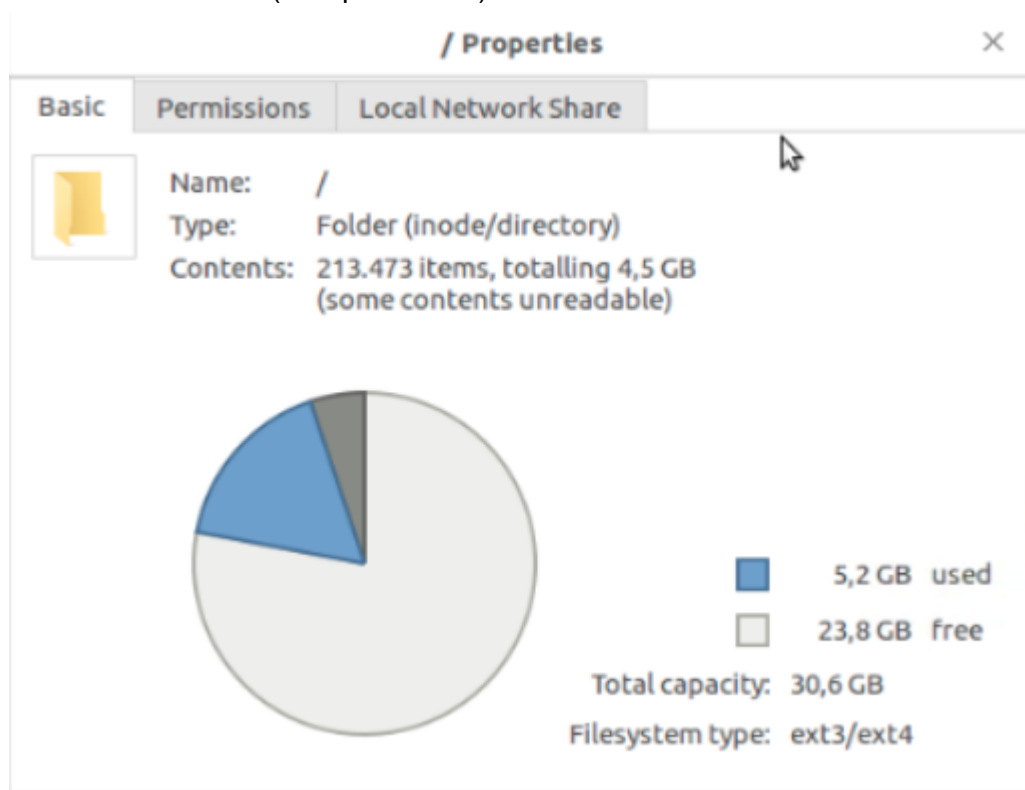 / Properties
Basic Permissions Local Network Share
Name: /
Type: Folder (inode/directory)
Contents: 213.473 items, totalling 4,5 GB
(some contents unreadable)
5,2 GB used
23,8 GB free
Total capacity: 30,6 GB
Filesystem type: ext3/ext4